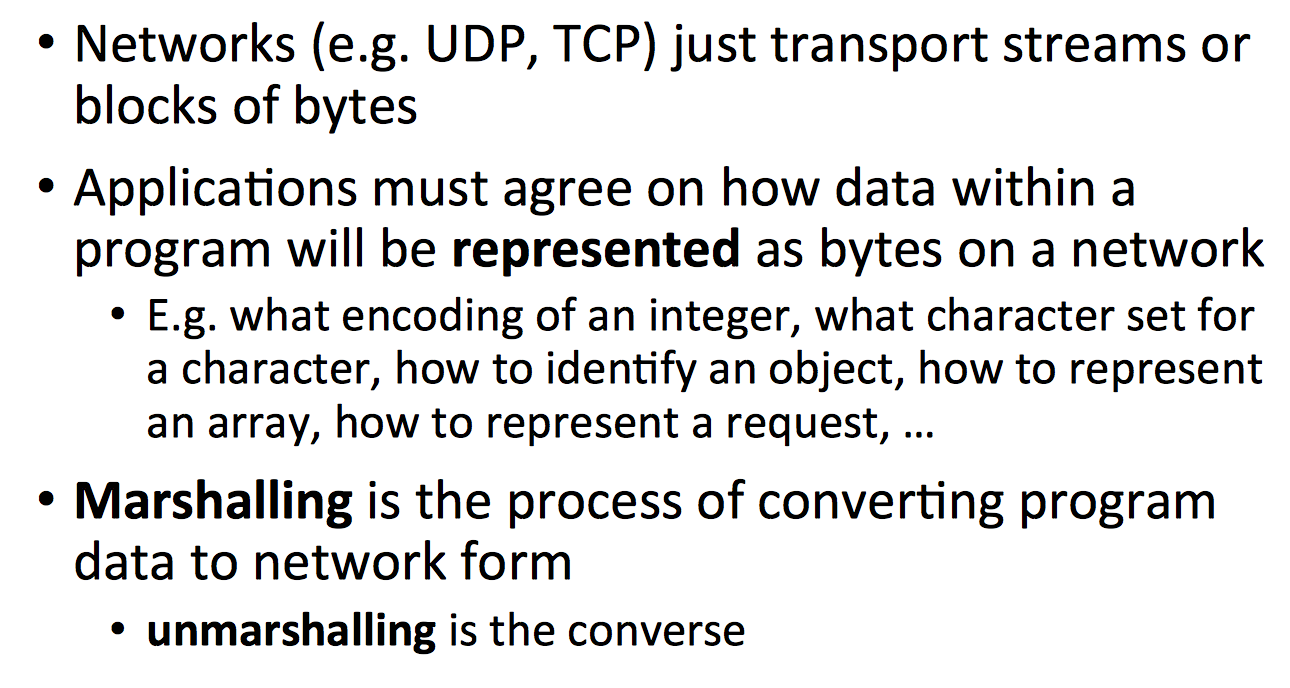 • Networks (e.g. UDP, TCP) just transport streams or
blocks of bytes
• Applications must agree on how data within a
program will be represented as bytes on a network
• E.g. what encoding of an integer, what character set for
a character, how to identify an object, how to represent
an array, how to represent a request, …
• Marshalling is the process of converting program
data to network form
• unmarshalling is the converse